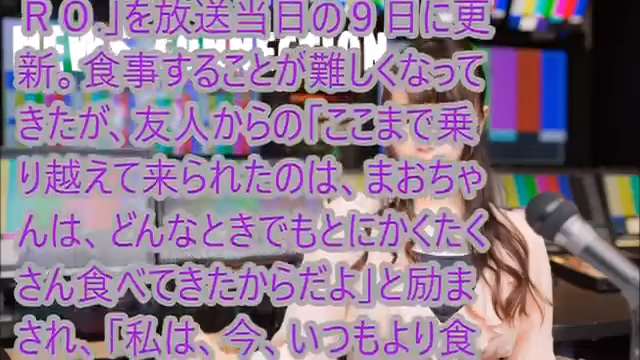 ＲＯ」を放送当日の９日に更
新。食事することが難しくなって
きたが、友人からの「ここまで乗
り越えて来られたのは、まおちゃ
んは、どんなときでもとにかくたく
さん食べてきたからだよ」と励ま
され、「私は、今、いつもより食